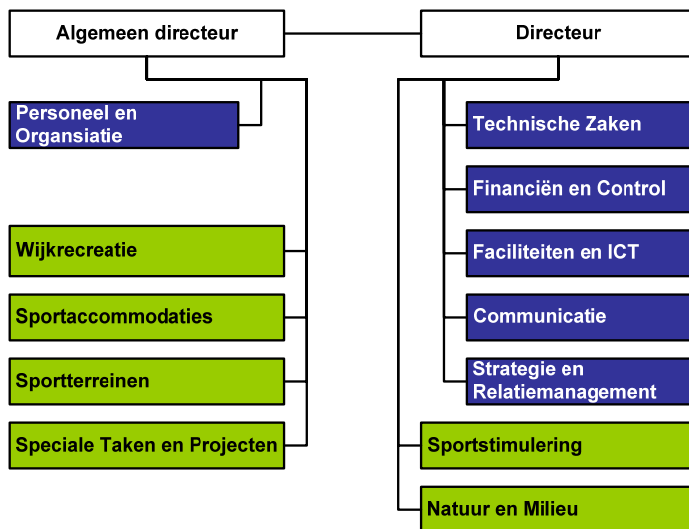 Algemeen directeur
Directeur
Personeel en
Organsiatie
Technische Zaken
Financiën en Control
Wijkrecreatie
Faciliteiten en ICT
Sportaccommodaties
Communicatie
Sportterreinen
Strategie en
Relatiemanagement
Speciale Taken en Projecten
Sportstimulering
Natuur en Milieu